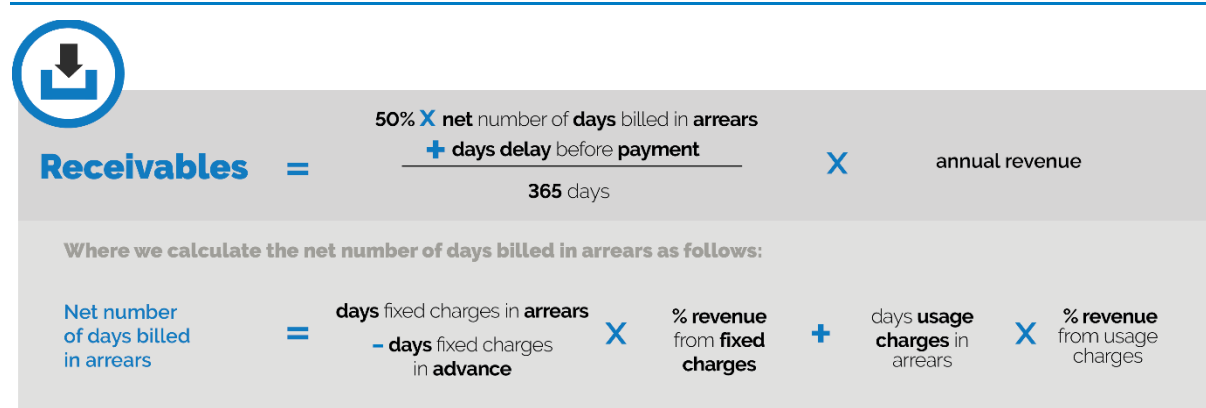 50% X net number of days billed in arrears
+ days delay before payment
Receivables = X annual revenue
365 days
Where we calculate the net number of days billed in arrears as follows:
Net number
of days billed
in arrears
=
days fixed charges in arrears
– days fixed charges
in advance
X
% revenue
from fixed
charges
+
days usage
charges in
arrears
X
% revenue
from usage
charges